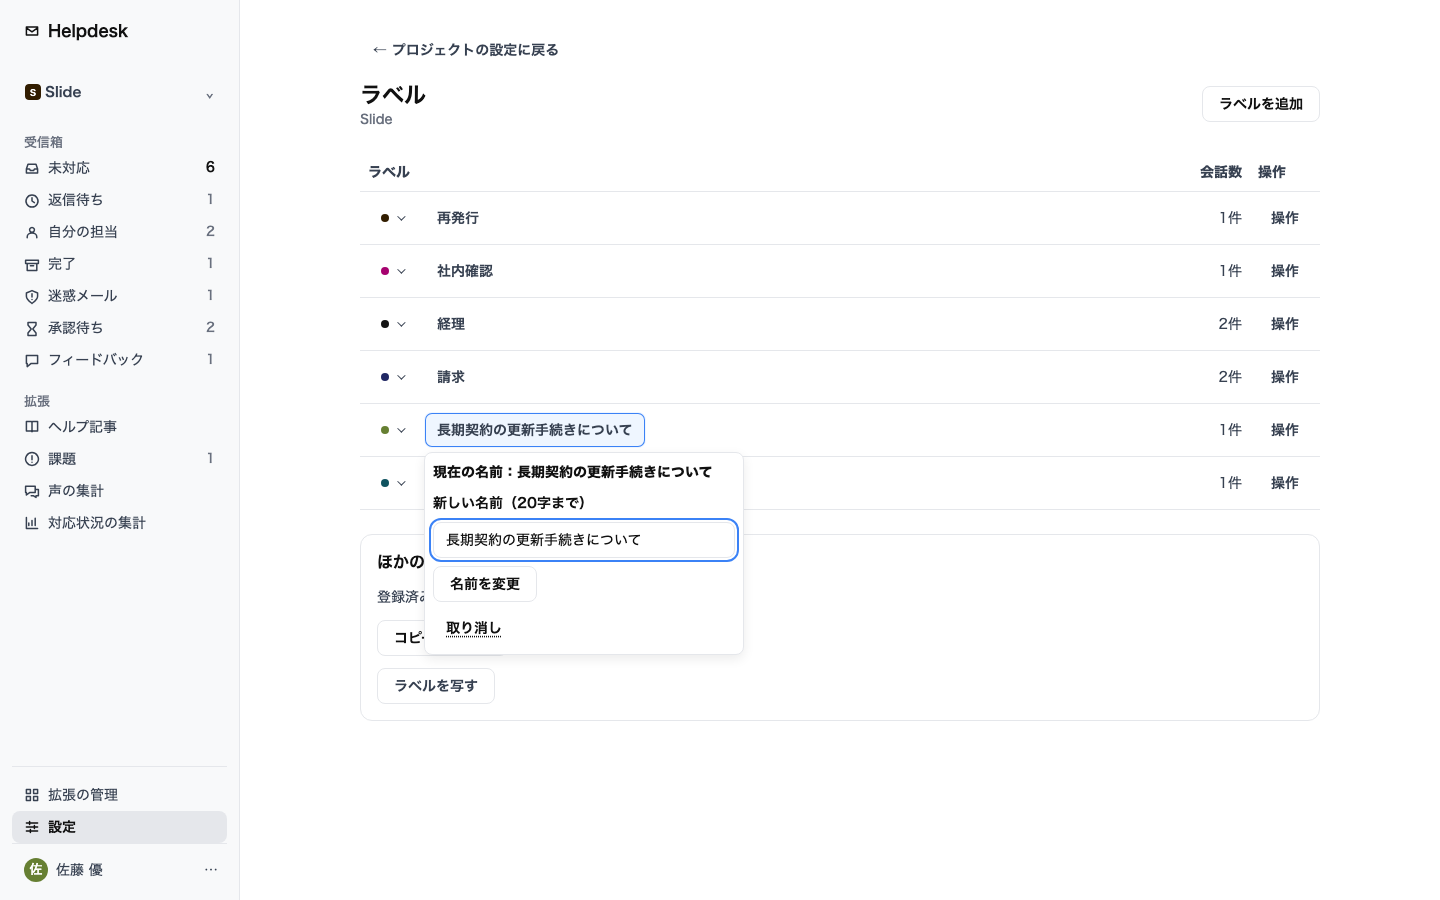 Helpdesk
S Slide
受信箱
未対応 6
返信待ち 1
自分の担当 2
完了 1
迷惑メール 1
承認待ち 2
フィードバック 1
拡張
ヘルプ記事
課題 1
声の集計
対応状況の集計
拡張の管理
設定
佐 佐藤 優 …
← プロジェクトの設定に戻る
ラベル
Slide
ラベルを追加
ラベル 会話数 操作
再発行 1件 操作
社内確認 1件 操作
経理 2件 操作
請求 2件 操作
長期契約の更新手続きについて 1件 操作
1件 操作
現在の名前：長期契約の更新手続きについて
新しい名前（20字まで）
長期契約の更新手続きについて
名前を変更
取り消し
ほかの
登録済み
コピー
ラベルを写す